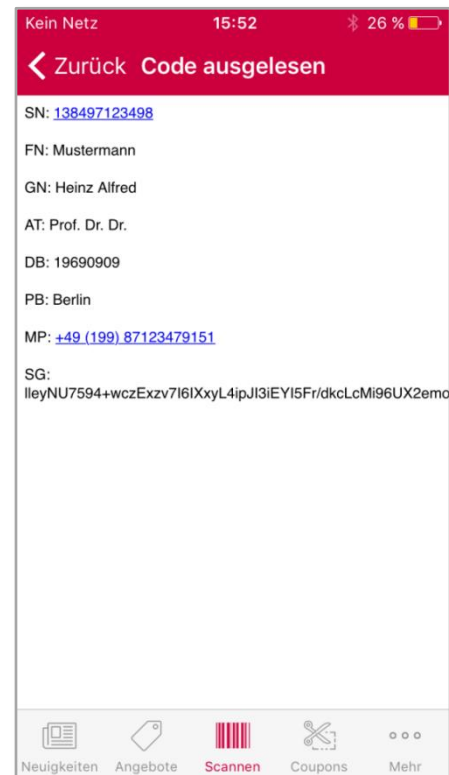 Kein Netz 15:52 26 %
Zurück Code ausgelesen
SN: 138497123498
FN: Mustermann
GN: Heinz Alfred
AT: Prof. Dr. Dr.
DB: 19690909
PB: Berlin
MP: +49 (199) 87123479151
SG:
lleyNU7594+wczExzv7I6IXxyL4ipJI3iEYI5Fr/dkcLcMi96UX2emo
Neuigkeiten Angebote Scannen Coupons Mehr